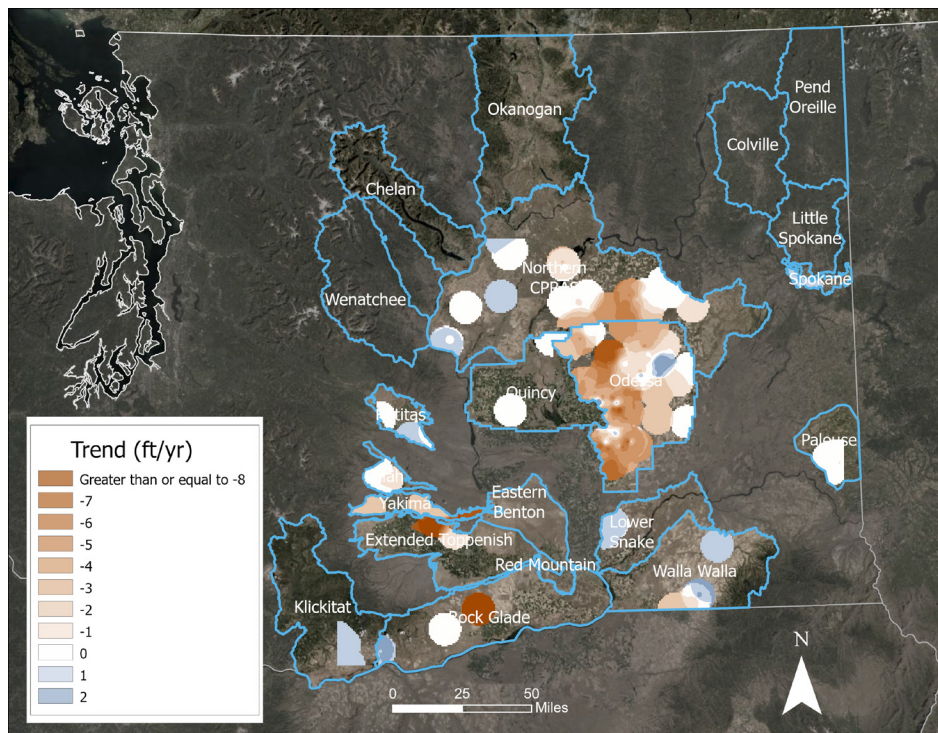 Okanogan
Pend
Oreille
Colville
Chelan
Little
Spokane
Northern
CPRAS
Spokane
Wenatchee
Odessa
Quincy
Kittitas
Palouse
Trend (ft/yr)
Greater than or equal to -8
-7
-6
-5
-4
-3
-2
-1
0
1
2
Yakima
Eastern
Benton
Extended Toppenish
Lower
Snake
Red Mountain
Walla Walla
Klickitat
Rock Glade
N
0
25
50
Miles